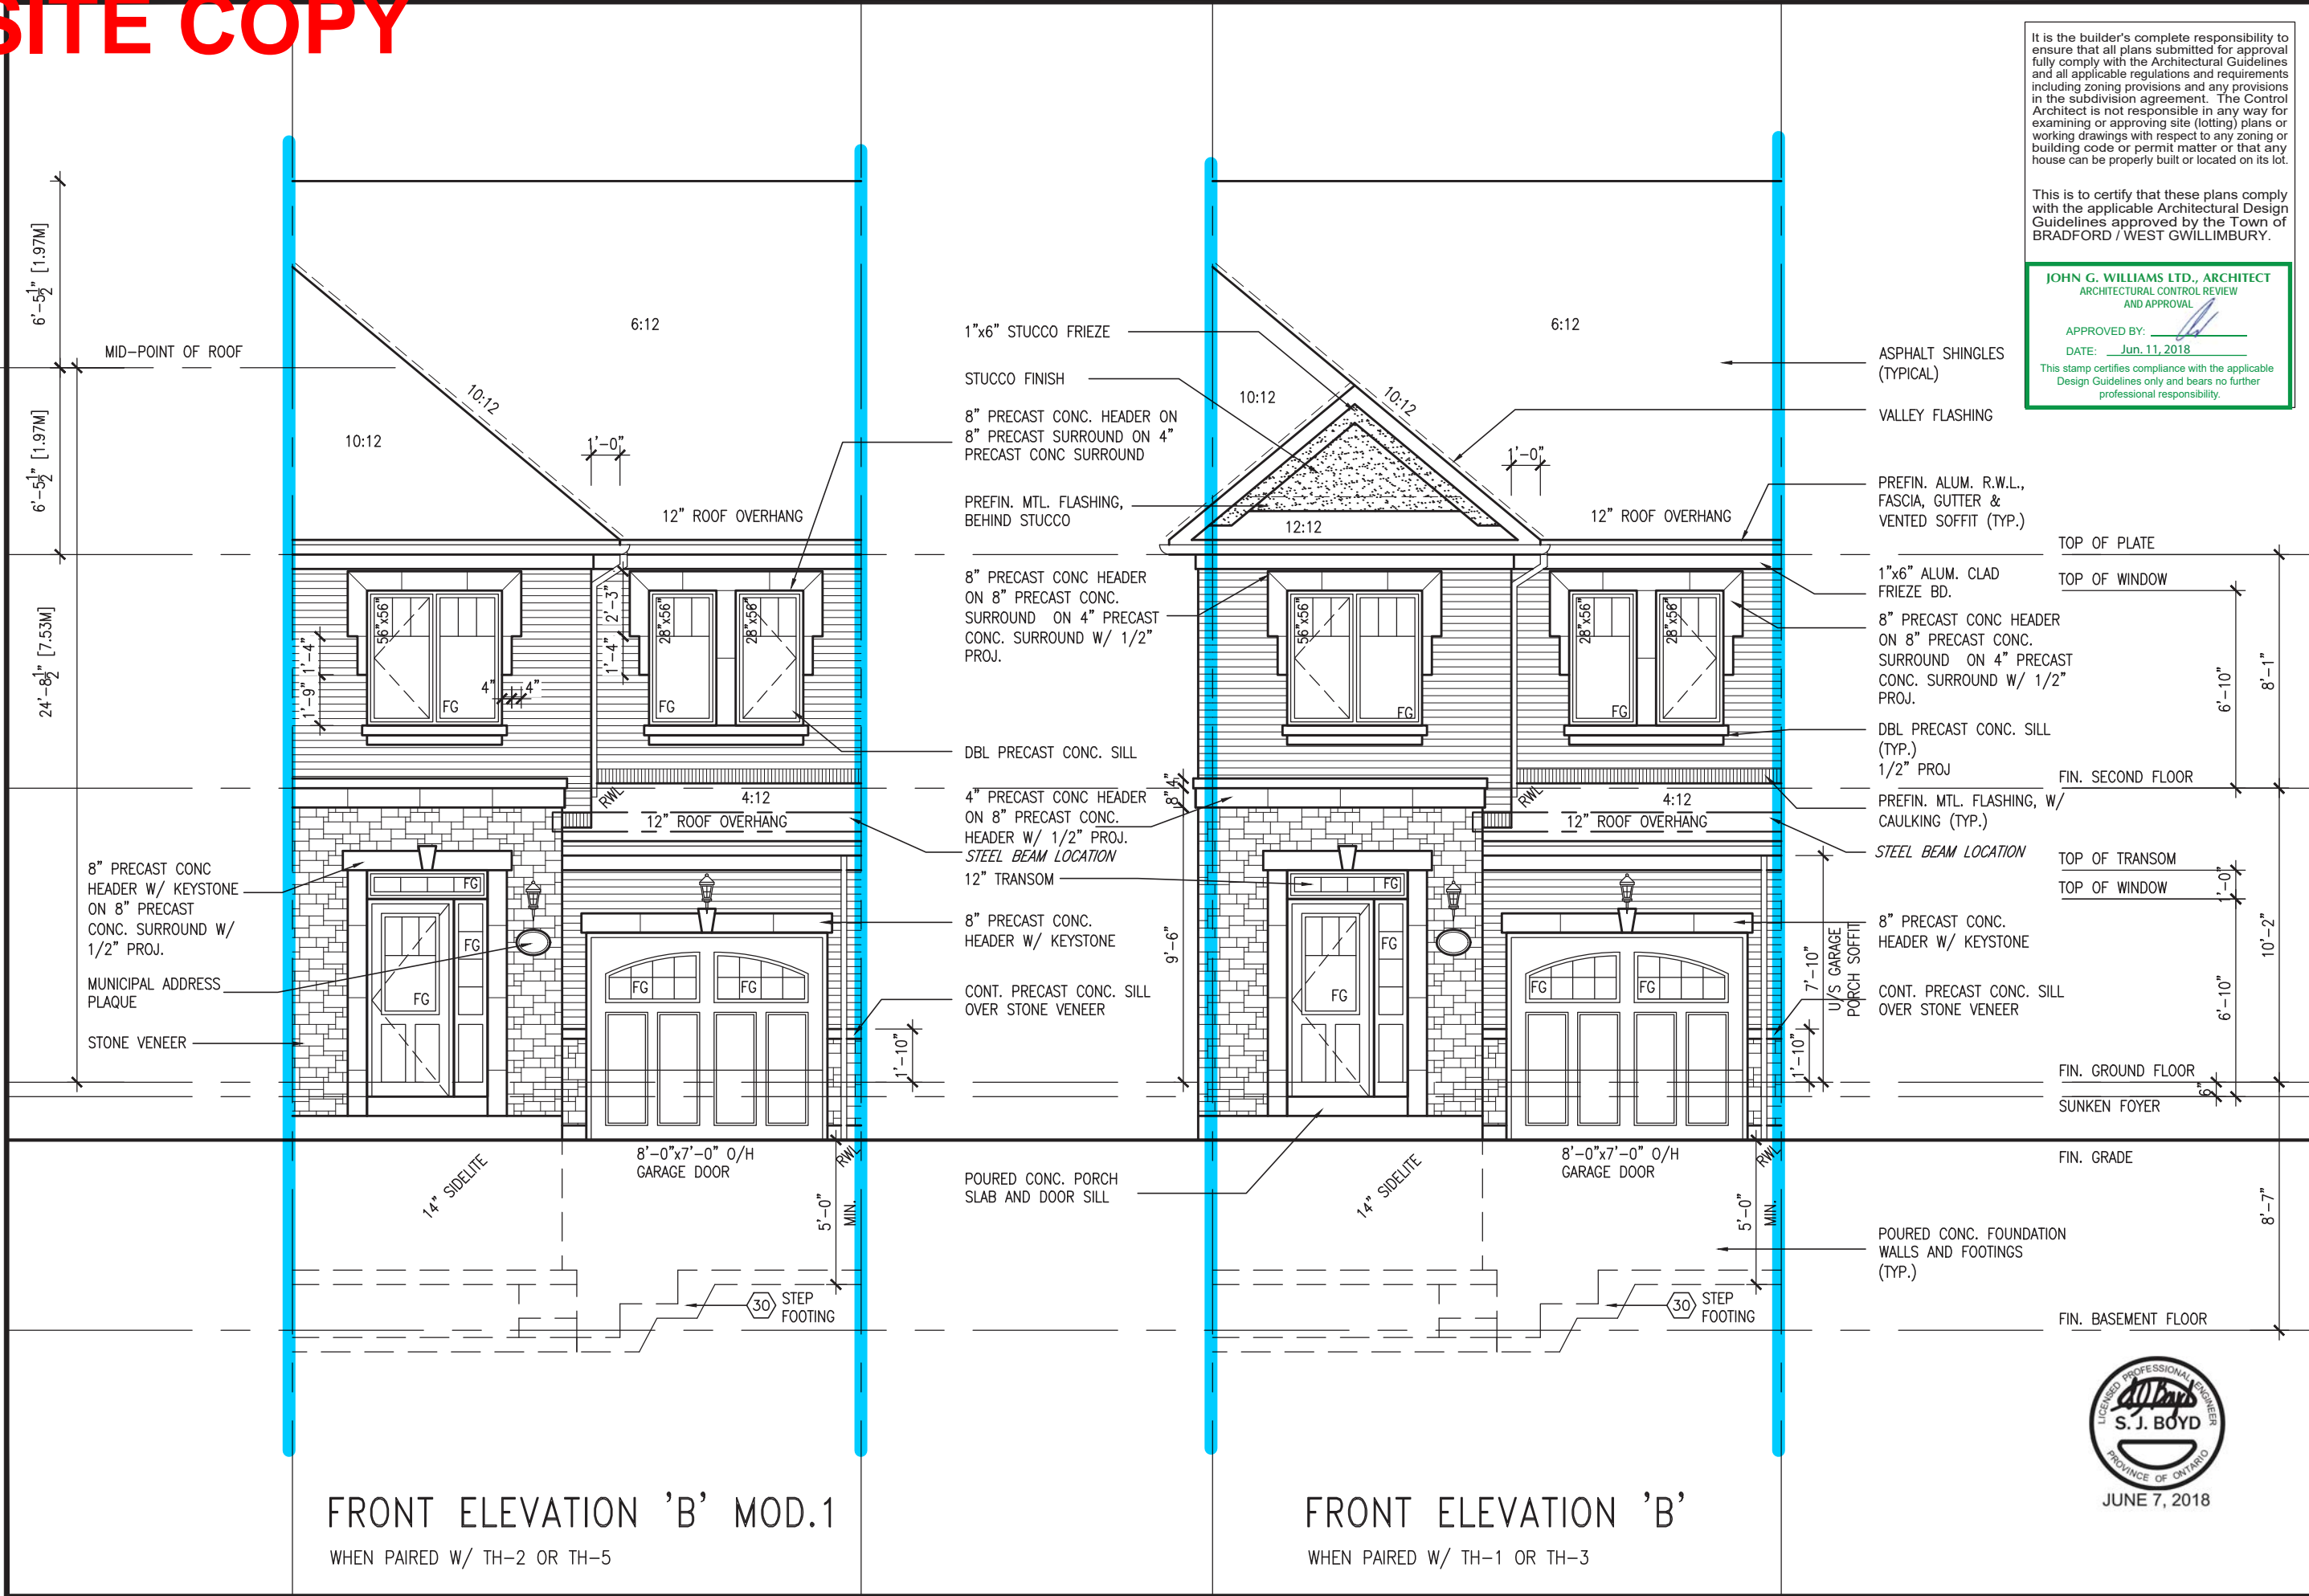 SITE COPY
It is the builder's complete responsibility to
ensure that all plans submitted for approval
fully comply with the Architectural Guidelines
and all applicable regulations and requirements
including zoning provisions and any provisions
in the subdivision agreement. The Control
Architect is not responsible in any way for
examining or approving site (lotting) plans or
working drawings with respect to any zoning or
building code or permit matter or that any
house can be properly built or located on its lot.
This is to certify that these plans comply
with the applicable Architectural Design
Guidelines approved by the Town of
BRADFORD / WEST GWILLIMBURY.
JOHN G. WILLIAMS LTD., ARCHITECT
ARCHITECTURAL CONTROL REVIEW
AND APPROVAL
APPROVED BY:
DATE: Jun. 11, 2018
This stamp certifies compliance with the applicable
Design Guidelines only and bears no further
professional responsibility.
6'-5½" [1.97M]
MID-POINT OF ROOF
6'-5½" [1.97M]
24'-8½" [7.53M]
6:12
10:12
10:12
1'-0"
12" ROOF OVERHANG
56"x56"
28"x56"
28"x56"
2'-3"
1'-4"
1'-4"
1'-9"
4"
4"
FG
FG
RWL
4:12
12" ROOF OVERHANG
8" PRECAST CONC
HEADER W/ KEYSTONE
ON 8" PRECAST
CONC. SURROUND W/
1/2" PROJ.
MUNICIPAL ADDRESS
PLAQUE
STONE VENEER
FG
FG
FG
FG
FG
1'-10"
8'-0"x7'-0" O/H
GARAGE DOOR
RWL
14" SIDELITE
5'-0"
MIN.
30
STEP
FOOTING
1"x6" STUCCO FRIEZE
STUCCO FINISH
8" PRECAST CONC. HEADER ON
8" PRECAST SURROUND ON 4"
PRECAST CONC SURROUND
PREFIN. MTL. FLASHING,
BEHIND STUCCO
8" PRECAST CONC HEADER
ON 8" PRECAST CONC.
SURROUND ON 4" PRECAST
CONC. SURROUND W/ 1/2"
PROJ.
DBL PRECAST CONC. SILL
4" PRECAST CONC HEADER
ON 8" PRECAST CONC.
HEADER W/ 1/2" PROJ.
STEEL BEAM LOCATION
12" TRANSOM
8" PRECAST CONC.
HEADER W/ KEYSTONE
CONT. PRECAST CONC. SILL
OVER STONE VENEER
POURED CONC. PORCH
SLAB AND DOOR SILL
6:12
10:12
10:12
12:12
1'-0"
12" ROOF OVERHANG
56"x56"
28"x56"
28"x56"
FG
FG
4"
8"
9'-6"
RWL
4:12
12" ROOF OVERHANG
FG
FG
FG
FG
FG
7'-10"
U/S GARAGE
PORCH SOFFIT
1'-10"
8'-0"x7'-0" O/H
GARAGE DOOR
RWL
14" SIDELITE
5'-0"
MIN.
30
STEP
FOOTING
ASPHALT SHINGLES
(TYPICAL)
VALLEY FLASHING
PREFIN. ALUM. R.W.L.,
FASCIA, GUTTER &
VENTED SOFFIT (TYP.)
1"x6" ALUM. CLAD
FRIEZE BD.
8" PRECAST CONC HEADER
ON 8" PRECAST CONC.
SURROUND ON 4" PRECAST
CONC. SURROUND W/ 1/2"
PROJ.
DBL PRECAST CONC. SILL
(TYP.)
1/2" PROJ
PREFIN. MTL. FLASHING, W/
CAULKING (TYP.)
STEEL BEAM LOCATION
8" PRECAST CONC.
HEADER W/ KEYSTONE
CONT. PRECAST CONC. SILL
OVER STONE VENEER
POURED CONC. FOUNDATION
WALLS AND FOOTINGS
(TYP.)
TOP OF PLATE
TOP OF WINDOW
6'-10"
8'-1"
FIN. SECOND FLOOR
TOP OF TRANSOM
1'-0"
TOP OF WINDOW
10'-2"
6'-10"
FIN. GROUND FLOOR
6"
SUNKEN FOYER
FIN. GRADE
8'-7"
FIN. BASEMENT FLOOR
LICENSED PROFESSIONAL ENGINEER
S. J. BOYD
PROVINCE OF ONTARIO
JUNE 7, 2018
FRONT ELEVATION 'B' MOD.1
WHEN PAIRED W/ TH-2 OR TH-5
FRONT ELEVATION 'B'
WHEN PAIRED W/ TH-1 OR TH-3